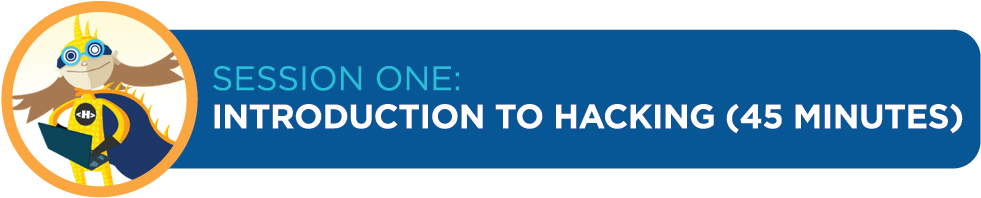 SESSION ONE:
INTRODUCTION TO HACKING (45 MINUTES)
<H>